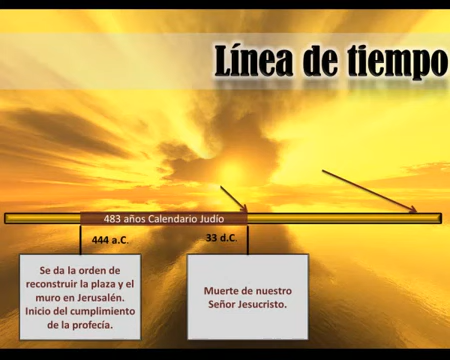 Línea de tiempo
483 años Calendario Judío
444 a.C.
33 d.C.
Se da la orden de
reconstruir la plaza y el
muro en Jerusalén.
Inicio del cumplimiento
de la profecía.
Muerte de nuestro
Señor Jesucristo.